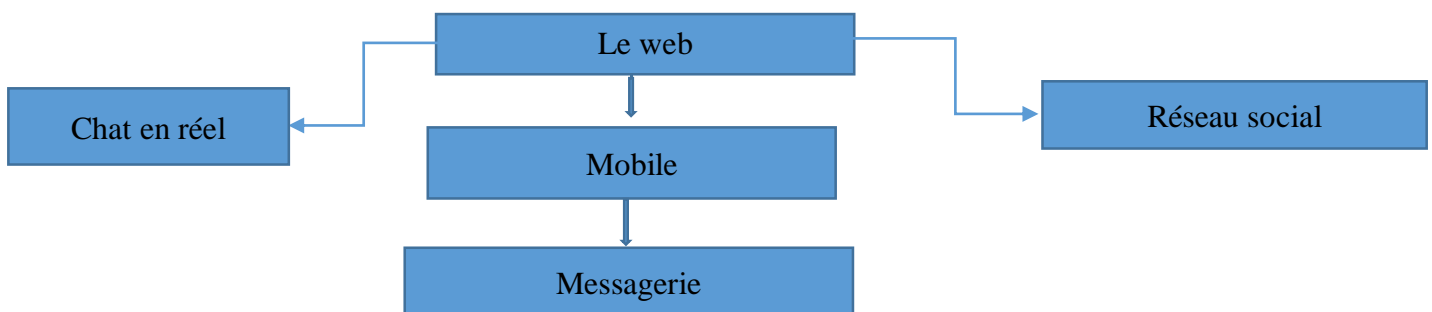 Le web
Chat en réel
Réseau social
Mobile
Messagerie